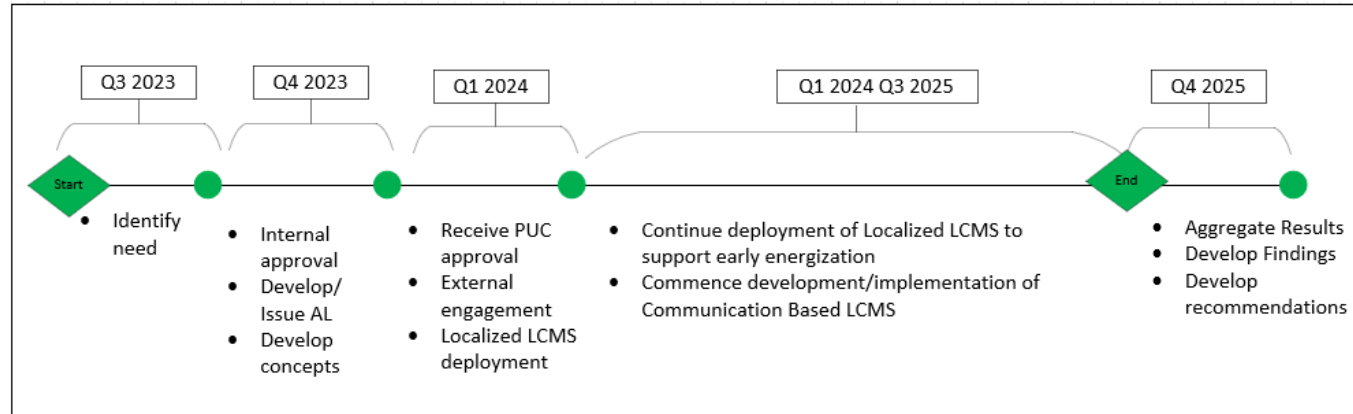 Q3 2023
Q4 2023
Q1 2024
Q1 2024 Q3 2025
Q4 2025
Start
End
• Identify
need
• Internal
approval
• Develop/
Issue AL
• Develop
concepts
• Receive PUC
approval
• External
engagement
• Localized LCMS
deployment
• Continue deployment of Localized LCMS to
support early energization
• Commence development/implementation of
Communication Based LCMS
• Aggregate Results
• Develop Findings
• Develop
recommendations